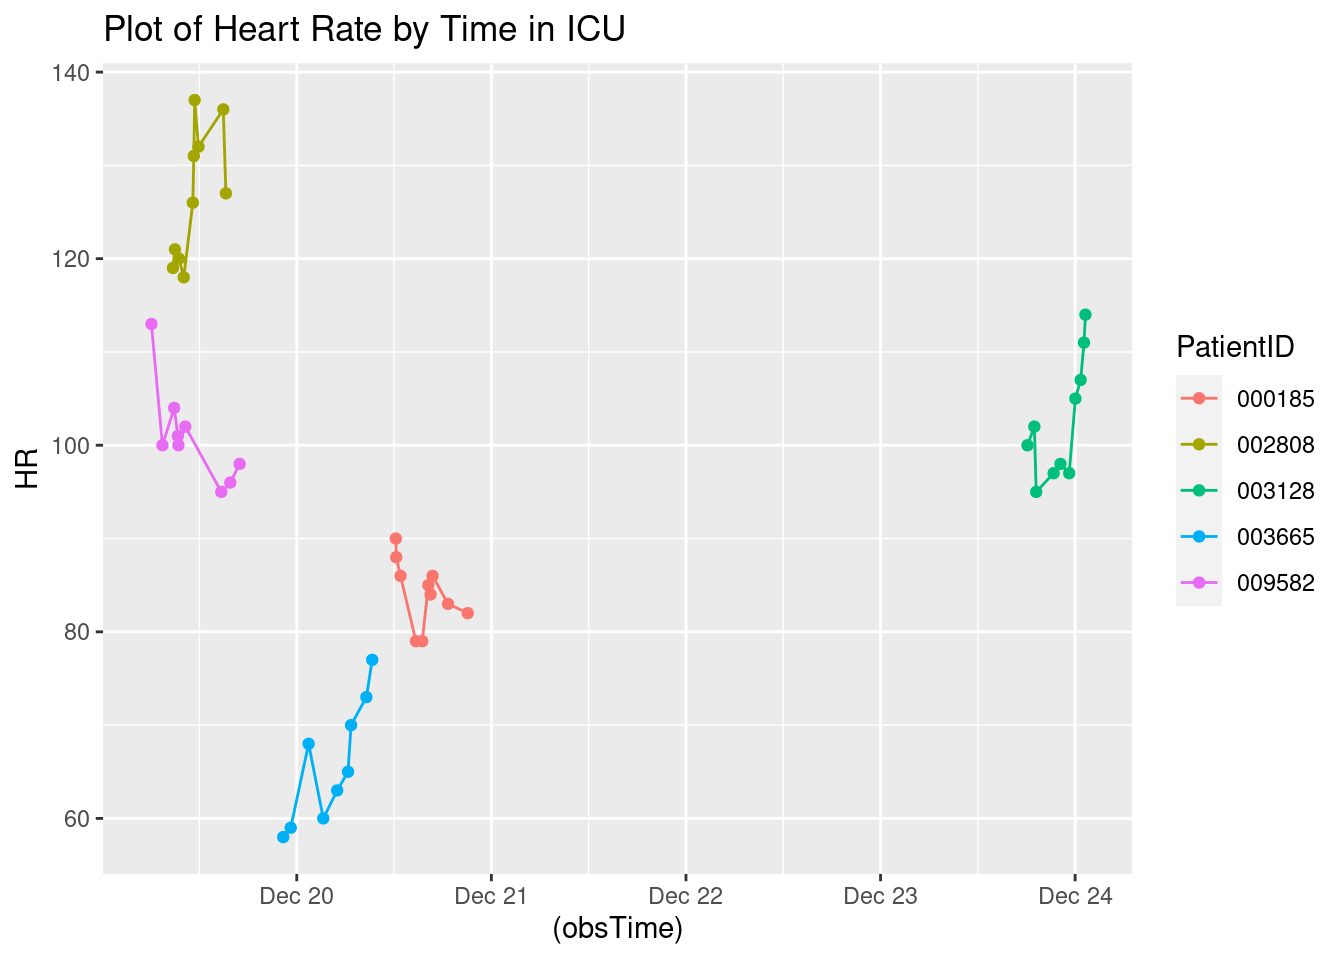 Plot of Heart Rate by Time in ICU
140
120
100
80
60
HR
Dec 20
Dec 21
Dec 22
Dec 23
Dec 24
(obsTime)
PatientID
000185
002808
003128
003665
009582